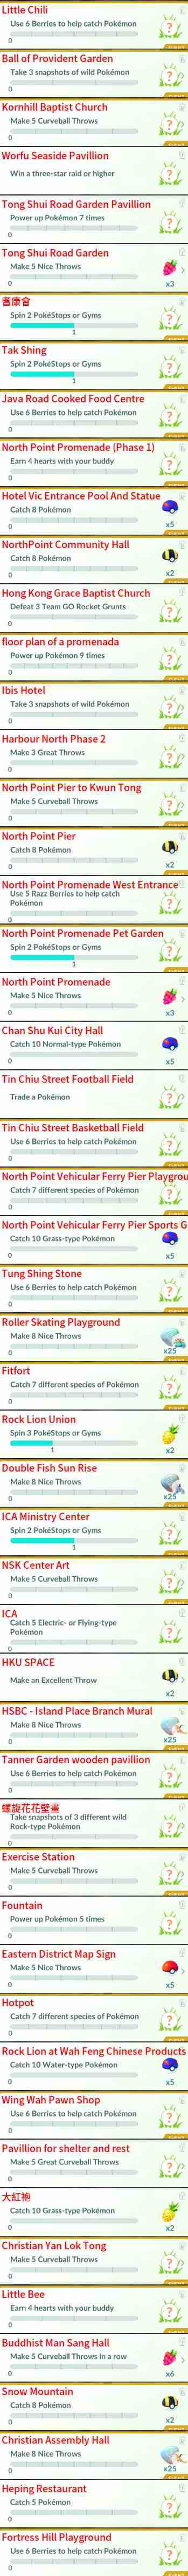 Little Chili
Use 6 Berries to help catch Pokémon
0
Ball of Provident Garden
Take 3 snapshots of wild Pokémon
0
Kornhill Baptist Church
Make 5 Curveball Throws
0
Worfu Seaside Pavillion
Win a three-star raid or higher
Tong Shui Road Garden Pavillion
Power up Pokémon 7 times
0
Tong Shui Road Garden
Make 5 Nice Throws
0
x3
耆康會
Spin 2 PokéStops or Gyms
1
Tak Shing
Spin 2 PokéStops or Gyms
1
Java Road Cooked Food Centre
Use 6 Berries to help catch Pokémon
0
North Point Promenade (Phase 1)
Earn 4 hearts with your buddy
0
Hotel Vic Entrance Pool And Statue
Catch 8 Pokémon
0
x5
NorthPoint Community Hall
Catch 8 Pokémon
0
x2
Hong Kong Grace Baptist Church
Defeat 3 Team GO Rocket Grunts
0
floor plan of a promenada
Power up Pokémon 9 times
0
Ibis Hotel
Take 3 snapshots of wild Pokémon
0
Harbour North Phase 2
Make 3 Great Throws
0
North Point Pier to Kwun Tong
Make 5 Curveball Throws
0
North Point Pier
Catch 8 Pokémon
0
x2
North Point Promenade West Entrance
Use 5 Razz Berries to help catch
Pokémon
0
North Point Promenade Pet Garden
Spin 2 PokéStops or Gyms
1
North Point Promenade
Make 5 Nice Throws
0
x3
Chan Shu Kui City Hall
Catch 10 Normal-type Pokémon
0
x5
Tin Chiu Street Football Field
Trade a Pokémon
Tin Chiu Street Basketball Field
Use 6 Berries to help catch Pokémon
0
North Point Vehicular Ferry Pier Playgrou
Catch 7 different species of Pokémon
0
North Point Vehicular Ferry Pier Sports G
Catch 10 Grass-type Pokémon
0
x5
Tung Shing Stone
Use 6 Berries to help catch Pokémon
0
Roller Skating Playground
Make 8 Nice Throws
0
x25
Fitfort
Catch 7 different species of Pokémon
0
Rock Lion Union
Spin 3 PokéStops or Gyms
1
x2
Double Fish Sun Rise
Make 8 Nice Throws
0
x25
ICA Ministry Center
Spin 2 PokéStops or Gyms
1
NSK Center Art
Make 5 Curveball Throws
0
ICA
Catch 5 Electric- or Flying-type
Pokémon
0
HKU SPACE
Make an Excellent Throw
x2
HSBC - Island Place Branch Mural
Make 8 Nice Throws
0
x25
Tanner Garden wooden pavillion
Use 6 Berries to help catch Pokémon
0
螺旋花花壁畫
Take snapshots of 3 different wild
Rock-type Pokémon
0
Exercise Station
Make 5 Curveball Throws
0
Fountain
Power up Pokémon 5 times
0
Eastern District Map Sign
Make 5 Nice Throws
0
x5
Hotpot
Catch 7 different species of Pokémon
0
Rock Lion at Wah Feng Chinese Products
Catch 10 Water-type Pokémon
0
x5
Wing Wah Pawn Shop
Use 6 Berries to help catch Pokémon
0
Pavillion for shelter and rest
Make 5 Great Curveball Throws
0
大紅袍
Catch 10 Grass-type Pokémon
0
x2
Christian Yan Lok Tong
Make 5 Curveball Throws
0
Little Bee
Earn 4 hearts with your buddy
0
Buddhist Man Sang Hall
Make 5 Curveball Throws in a row
0
x6
Snow Mountain
Catch 8 Pokémon
0
x2
Christian Assembly Hall
Make 8 Nice Throws
0
x25
Heping Restaurant
Catch 5 Pokémon
0
Fortress Hill Playground
Use 6 Berries to help catch Pokémon
0